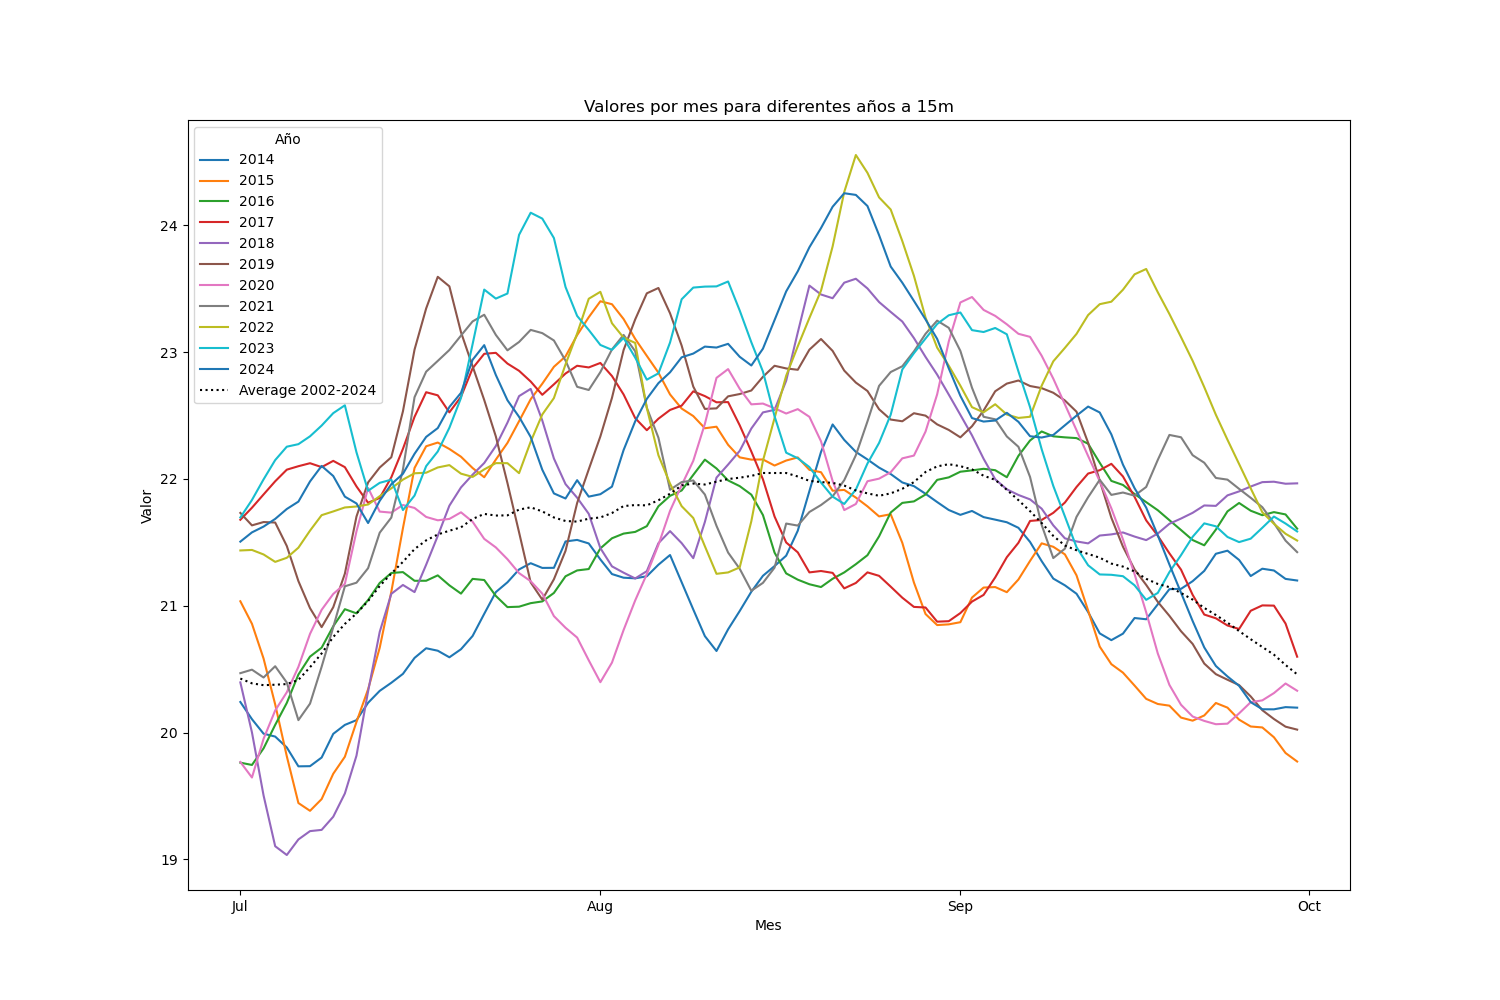 Valores por mes para diferentes años a 15m
Año
2014
2015
2016
2017
2018
2019
2020
2021
2022
2023
2024
Average 2002-2024
24
23
22
21
20
19
Valor
Jul
Aug
Sep
Oct
Mes